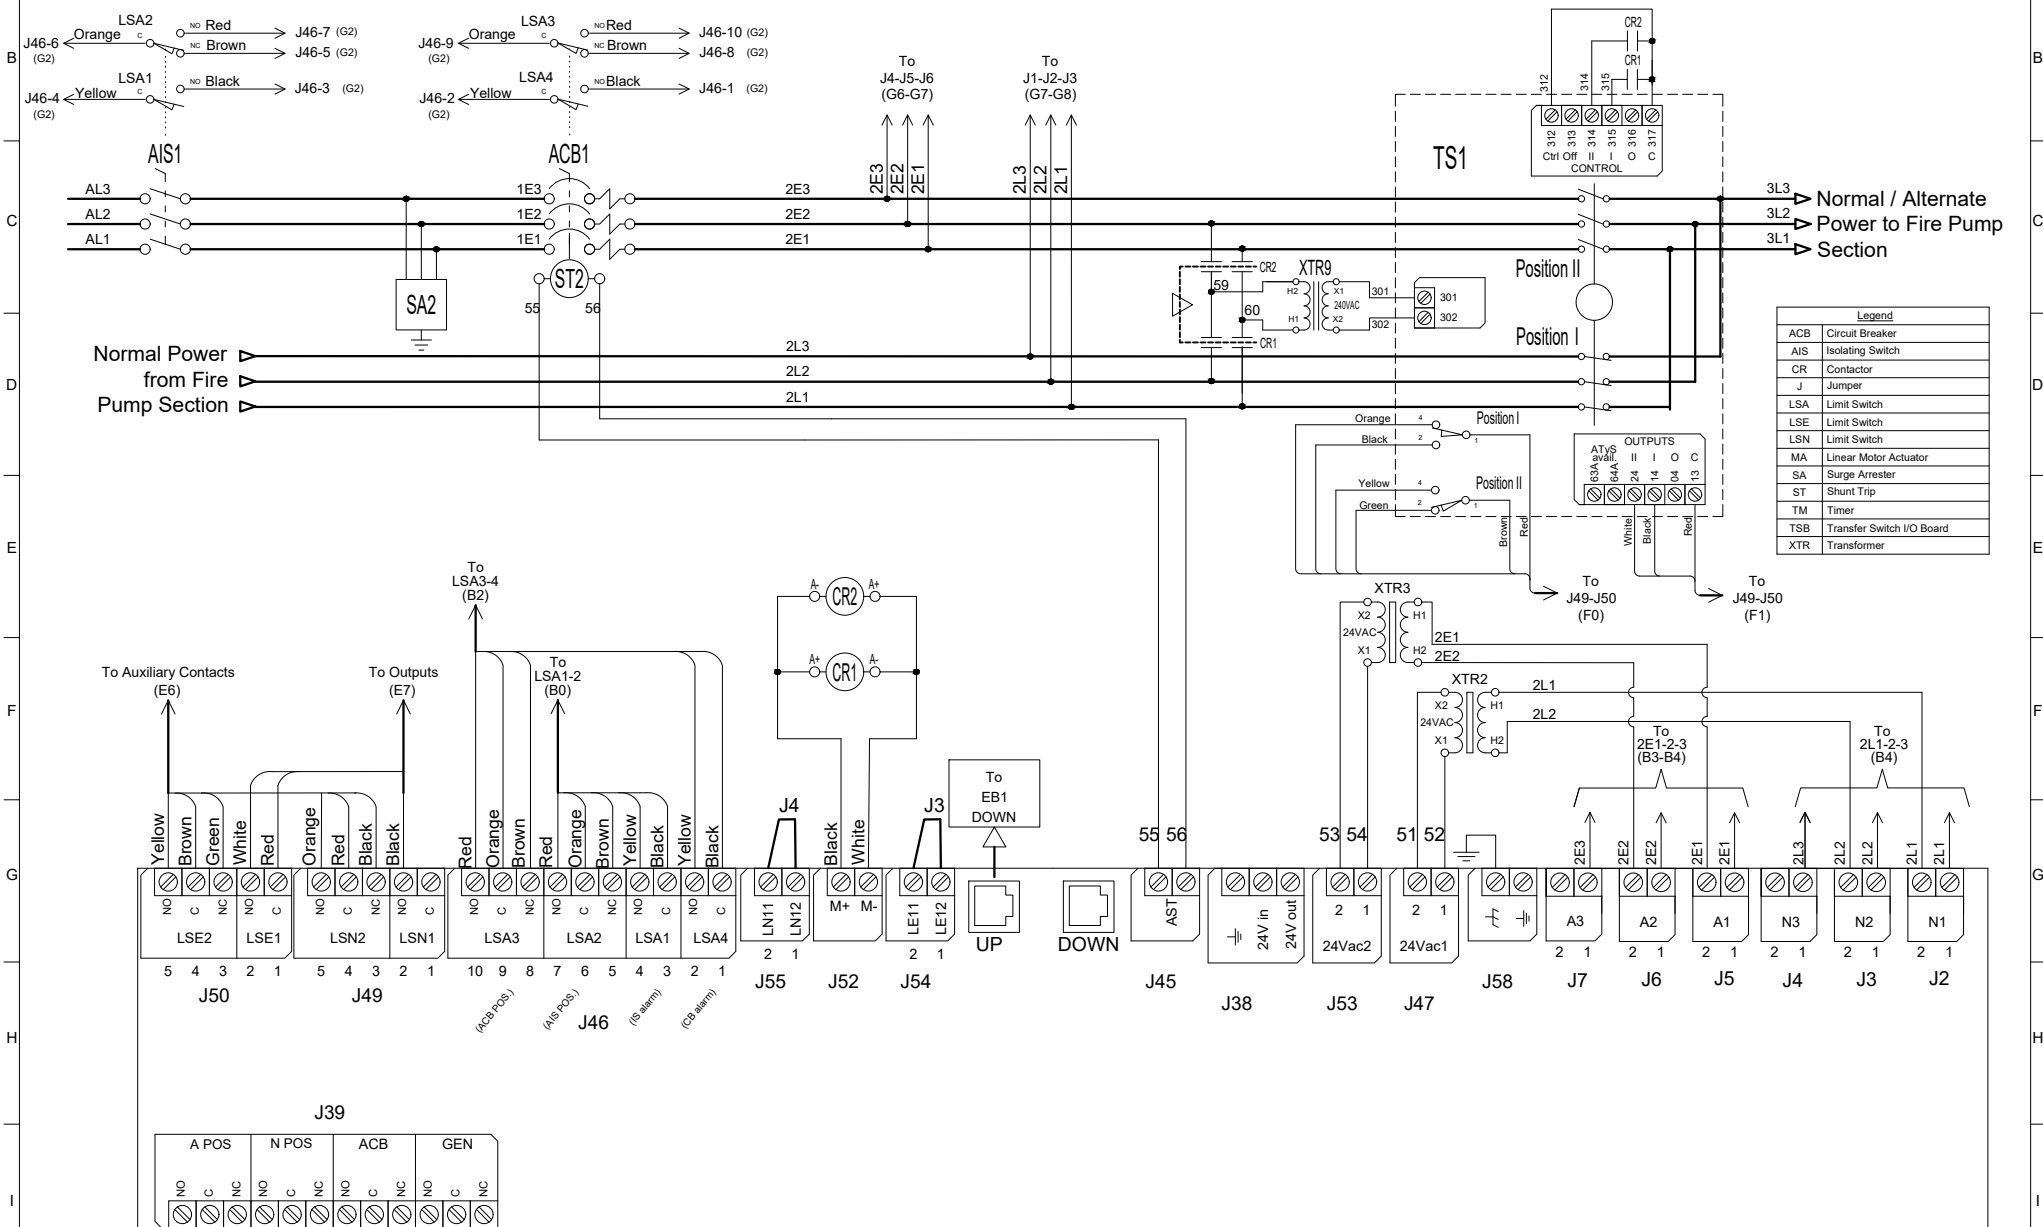 LSA2
Orange
C
NO Red
J46-7 (G2)
J46-6
(G2)
NC Brown
J46-5 (G2)
LSA1
C
NO Black
J46-3 (G2)
J46-4
(G2)
Yellow
LSA3
Orange
C
NO Red
J46-10 (G2)
J46-9
(G2)
NC Brown
J46-8 (G2)
LSA4
C
NO Black
J46-1 (G2)
J46-2
(G2)
Yellow
To
J4-J5-J6
(G6-G7)
To
J1-J2-J3
(G7-G8)
CR2
CR1
312
314
315
312
313
314
315
316
317
Ctrl Off II I O C
CONTROL
TS1
B
B
AIS1
ACB1
2E3
2E2
2E1
2L3
2L2
2L1
AL3
1E3
2E3
3L3
Normal / Alternate
AL2
1E2
2E2
3L2
Power to Fire Pump
AL1
1E1
2E1
3L1
Section
C
C
ST2
55
56
SA2
CR2
59
60
CR1
XTR9
H2
H1
X1
240VAC
X2
301
302
301
302
Position II
Position I
Normal Power
from Fire
Pump Section
2L3
2L2
2L1
D
D
Legend
ACB Circuit Breaker
AIS Isolating Switch
CR Contactor
J Jumper
LSA Limit Switch
LSE Limit Switch
LSN Limit Switch
MA Linear Motor Actuator
SA Surge Arrester
ST Shunt Trip
TM Timer
TSB Transfer Switch I/O Board
XTR Transformer
Orange
4
Position I
Black
2
1
Yellow
4
Position II
Green
2
1
Brown
Red
OUTPUTS
ATyS
avail.
II I O C
63A
64A
24
14
04
13
White
Black
Red
To
J49-J50
(F0)
To
J49-J50
(F1)
E
E
To
LSA3-4
(B2)
A- CR2 A+
A+ CR1 A-
XTR3
X2
24VAC
X1
H1
H2
2E1
2E2
XTR2
X2
24VAC
X1
H1
H2
2L1
2L2
To Auxiliary Contacts
(E6)
To Outputs
(E7)
To
LSA1-2
(B0)
F
F
To
2E1-2-3
(B3-B4)
To
2L1-2-3
(B4)
To
EB1
DOWN
J4
J3
Yellow
Brown
Green
White
Red
Orange
Red
Black
Black
Red
Orange
Brown
Red
Orange
Brown
Yellow
Black
Yellow
Black
Black
White
55 56
53 54
51 52
2E3
2E2
2E2
2E1
2E1
2L3
2L2
2L2
2L1
2L1
G
G
NO C NC NO C
LSE2 LSE1
5 4 3 2 1
J50
NO C NC NO C
LSN2 LSN1
5 4 3 2 1
J49
NO C NC NO C NC NO C NO C
LSA3 LSA2 LSA1 LSA4
10 9 8 7 6 5 4 3 2 1
(ACB POS.)
(AIS POS.)
(IS alarm)
(CB alarm)
J46
LN11
LN12
2 1
J55
M+ M-
J52
LE11
LE12
2 1
J54
UP
DOWN
AST
J45
24V in
24V out
J38
2 1
24Vac2
J53
2 1
24Vac1
J47
J58
A3
2 1
J7
A2
2 1
J6
A1
2 1
J5
N3
2 1
J4
N2
2 1
J3
N1
2 1
J2
H
H
J39
A POS N POS ACB GEN
NO C NC NO C NC NO C NC NO C NC
I
I